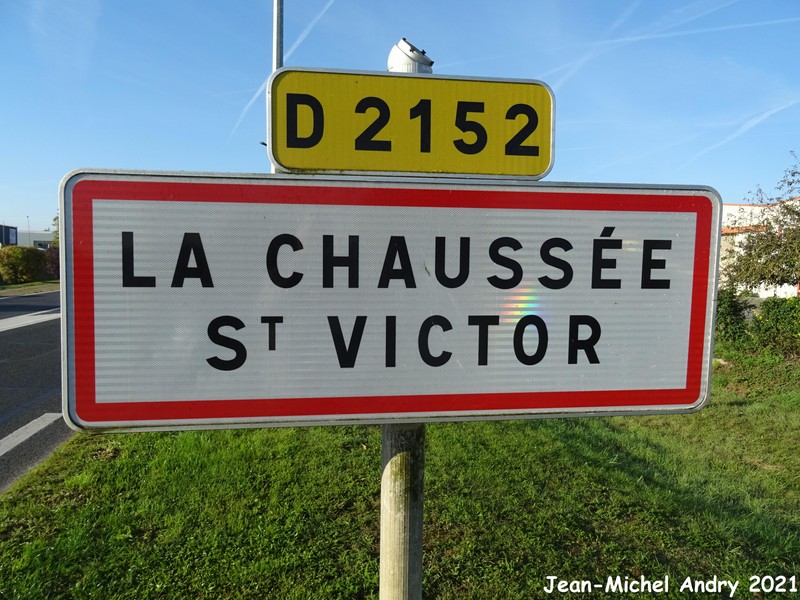 D 2152
LA CHAUSSÉE
ST VICTOR
Jean-Michel Andry 2021